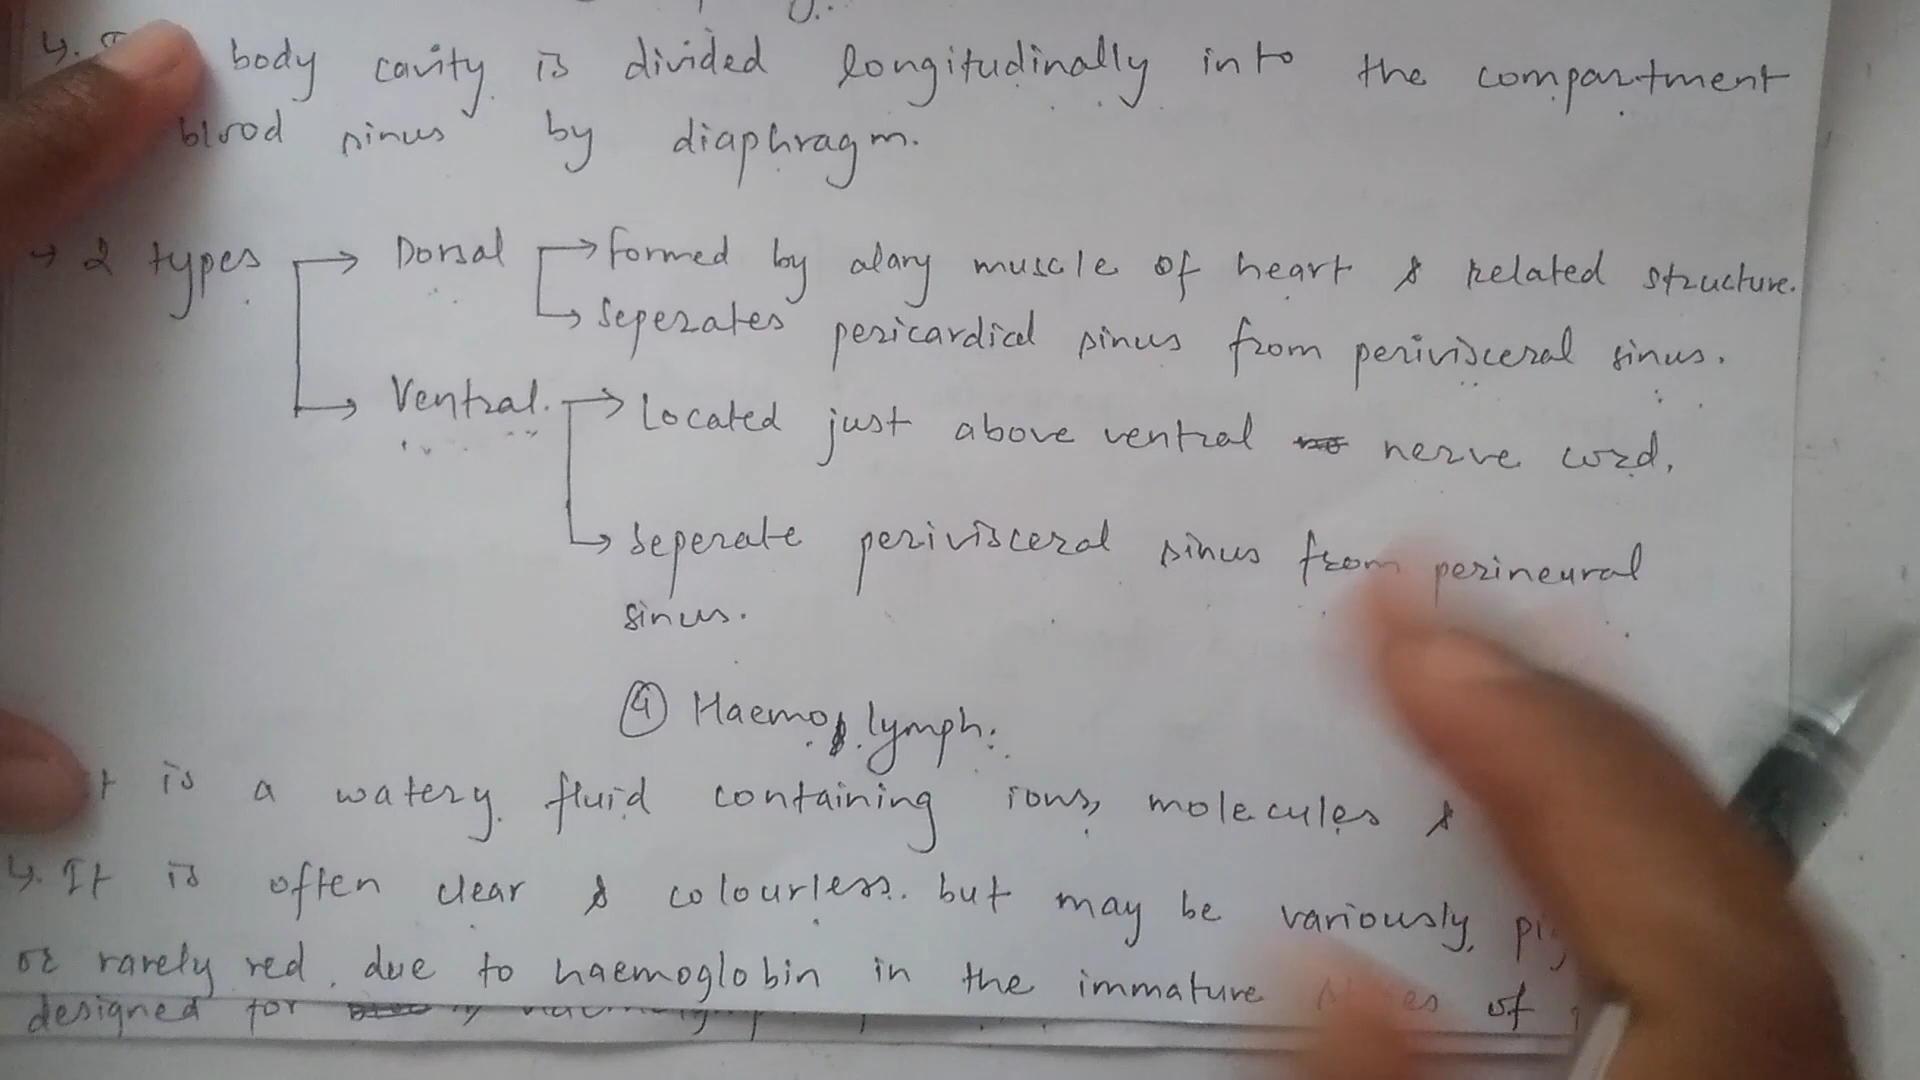 body cavity is divided longitudinally into the compartment
blood sinus by diaphragm.
→ 2 types → Dorsal → formed by alary muscle of heart & related structure.
→ Seperates pericardial sinus from perivisceral sinus.
→ Ventral. → Located just above ventral nerve cord.
→ Seperate perivisceral sinus from perineural
sinus.
④ Haemolymph.
is a watery fluid containing ions, molecules &
4. It is often clear & colourless. but may be variously
or rarely red. due to haemoglobin in the immature of
designed for